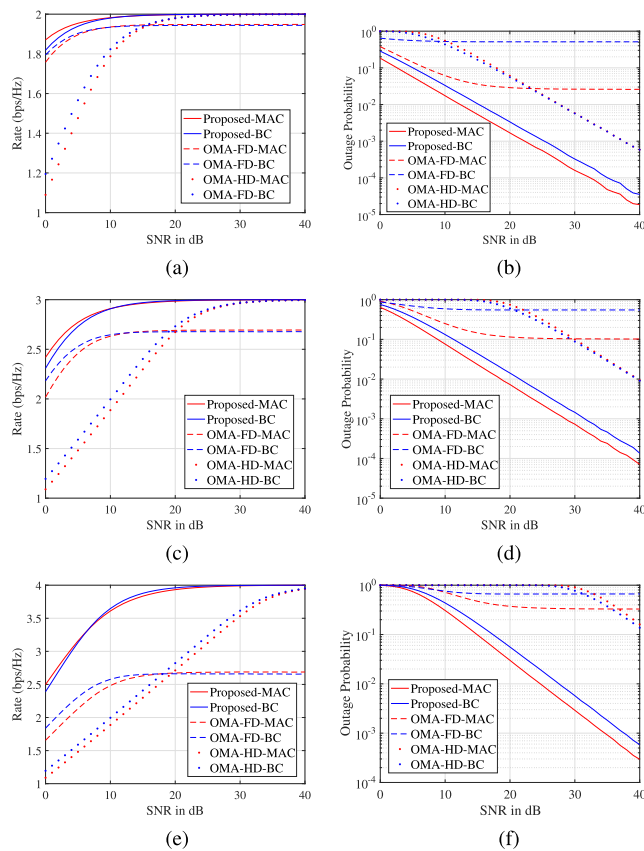 2
1.8
1.6
1.4
1.2
1
Rate (bps/Hz)
Proposed-MAC
Proposed-BC
OMA-FD-MAC
OMA-FD-BC
OMA-HD-MAC
OMA-FD-BC
0 10 20 30 40
SNR in dB
(a)
10^0
10^-1
10^-2
10^-3
10^-4
10^-5
Outage Probability
Proposed-MAC
Proposed-BC
OMA-FD-MAC
OMA-FD-BC
OMA-HD-MAC
OMA-HD-BC
0 10 20 30 40
SNR in dB
(b)
3
2.5
2
1.5
1
Rate (bps/Hz)
Proposed-MAC
Proposed-BC
OMA-FD-MAC
OMA-FD-BC
OMA-HD-MAC
OMA-HD-BC
0 10 20 30 40
SNR in dB
(c)
10^0
10^-1
10^-2
10^-3
10^-4
10^-5
Outage Probability
Proposed-MAC
Proposed-BC
OMA-FD-MAC
OMA-FD-BC
OMA-HD-MAC
OMA-HD-BC
0 10 20 30 40
SNR in dB
(d)
4
3.5
3
2.5
2
1.5
1
Rate (bps/Hz)
Proposed-MAC
Proposed-BC
OMA-FD-MAC
OMA-FD-BC
OMA-HD-MAC
OMA-HD-BC
0 10 20 30 40
SNR in dB
(e)
10^0
10^-1
10^-2
10^-3
10^-4
Outage Probability
Proposed-MAC
Proposed-BC
OMA-FD-MAC
OMA-FD-BC
OMA-HD-MAC
OMA-HD-BC
0 10 20 30 40
SNR in dB
(f)